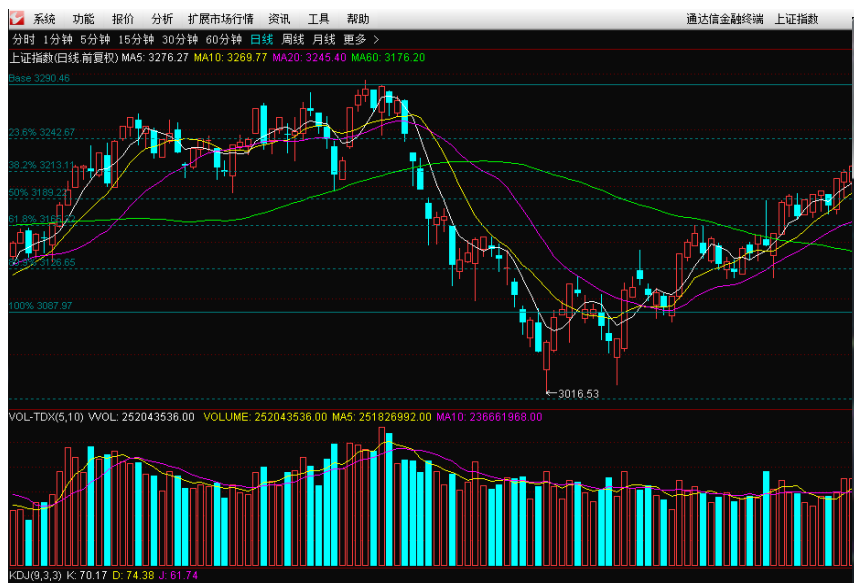 系统 功能 报价 分析 扩展市场行情 资讯 工具 帮助 通达信金融终端 上证指数
分时 1分钟 5分钟 15分钟 30分钟 60分钟 日线 周线 月线 更多 >
上证指数(日线.前复权) MA5: 3276.27 MA10: 3269.77 MA20: 3245.40 MA60: 3176.20
Base 3290.46
23.6% 3242.67
38.2% 3213.11
50% 3189.22
61.8%
3126.65
100% 3087.97
←3016.53
VOL-TDX(5,10) VVOL: 252043536.00 VOLUME: 252043536.00 MA5: 251826992.00 MA10: 236661968.00
KDJ(9,3,3) K: 70.17 D: 74.38 J: 61.74